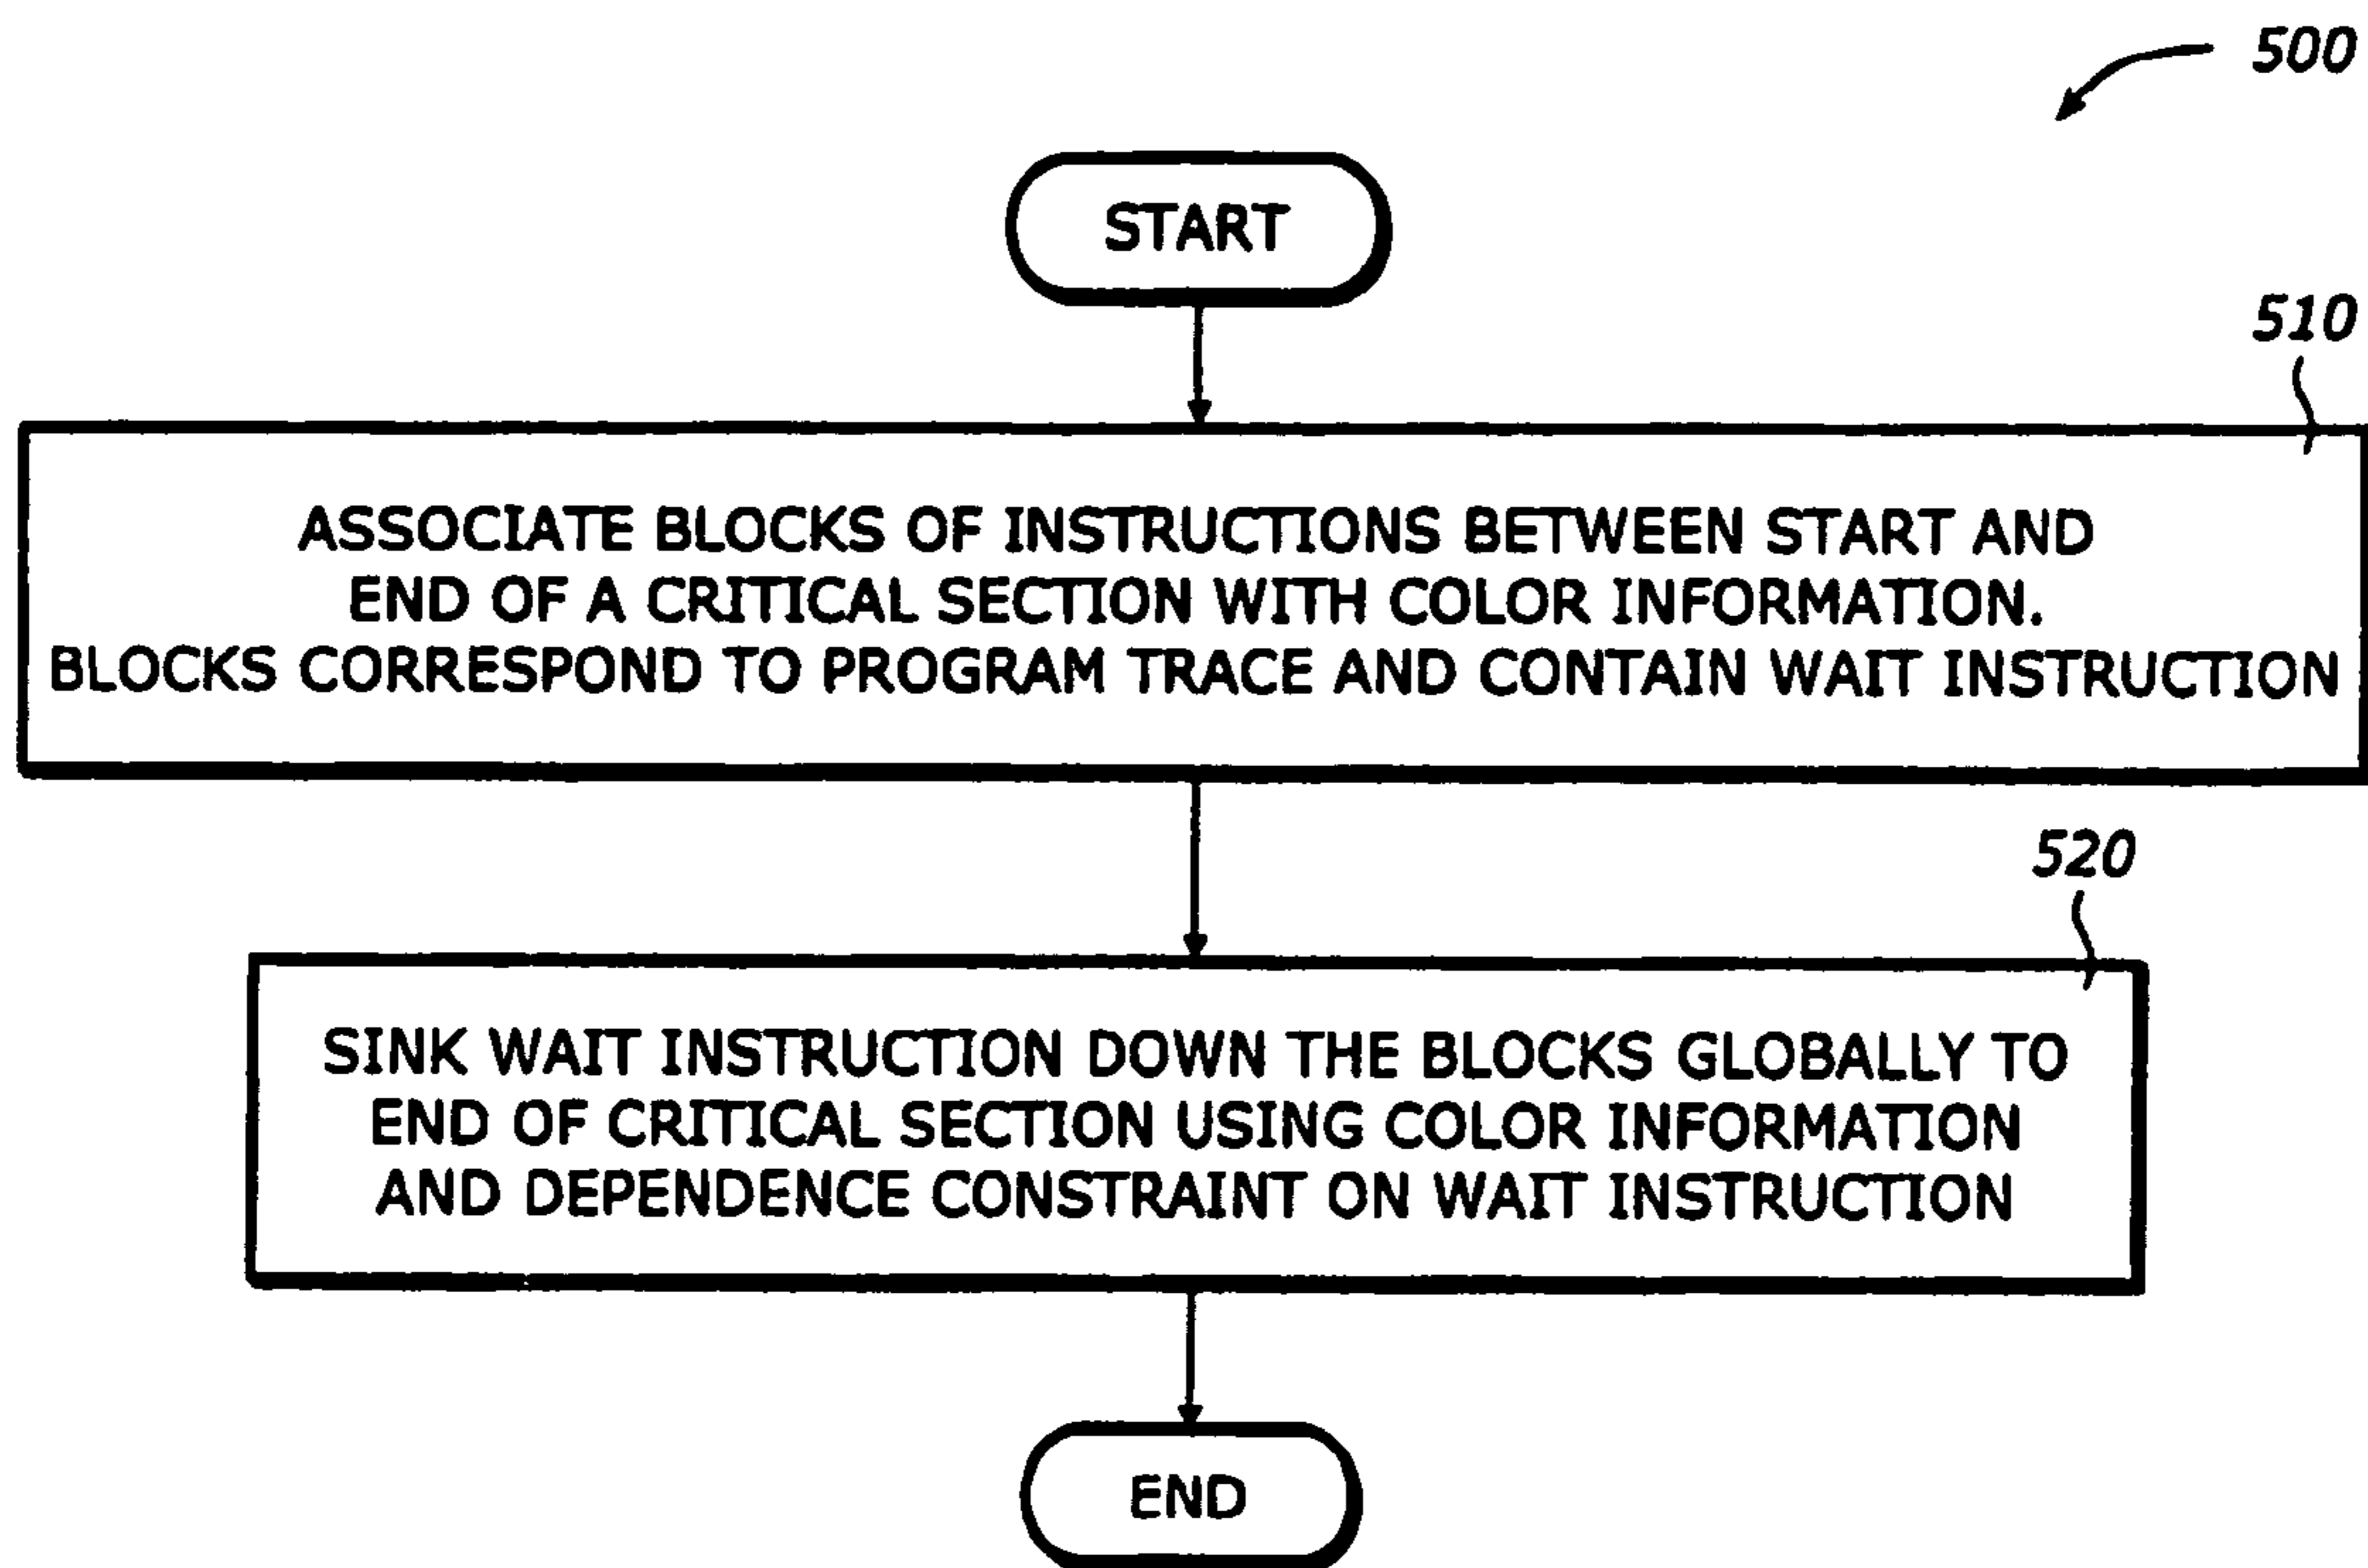 500
START
510
ASSOCIATE BLOCKS OF INSTRUCTIONS BETWEEN START AND
END OF A CRITICAL SECTION WITH COLOR INFORMATION.
BLOCKS CORRESPOND TO PROGRAM TRACE AND CONTAIN WAIT INSTRUCTION
520
SINK WAIT INSTRUCTION DOWN THE BLOCKS GLOBALLY TO
END OF CRITICAL SECTION USING COLOR INFORMATION
AND DEPENDENCE CONSTRAINT ON WAIT INSTRUCTION
END